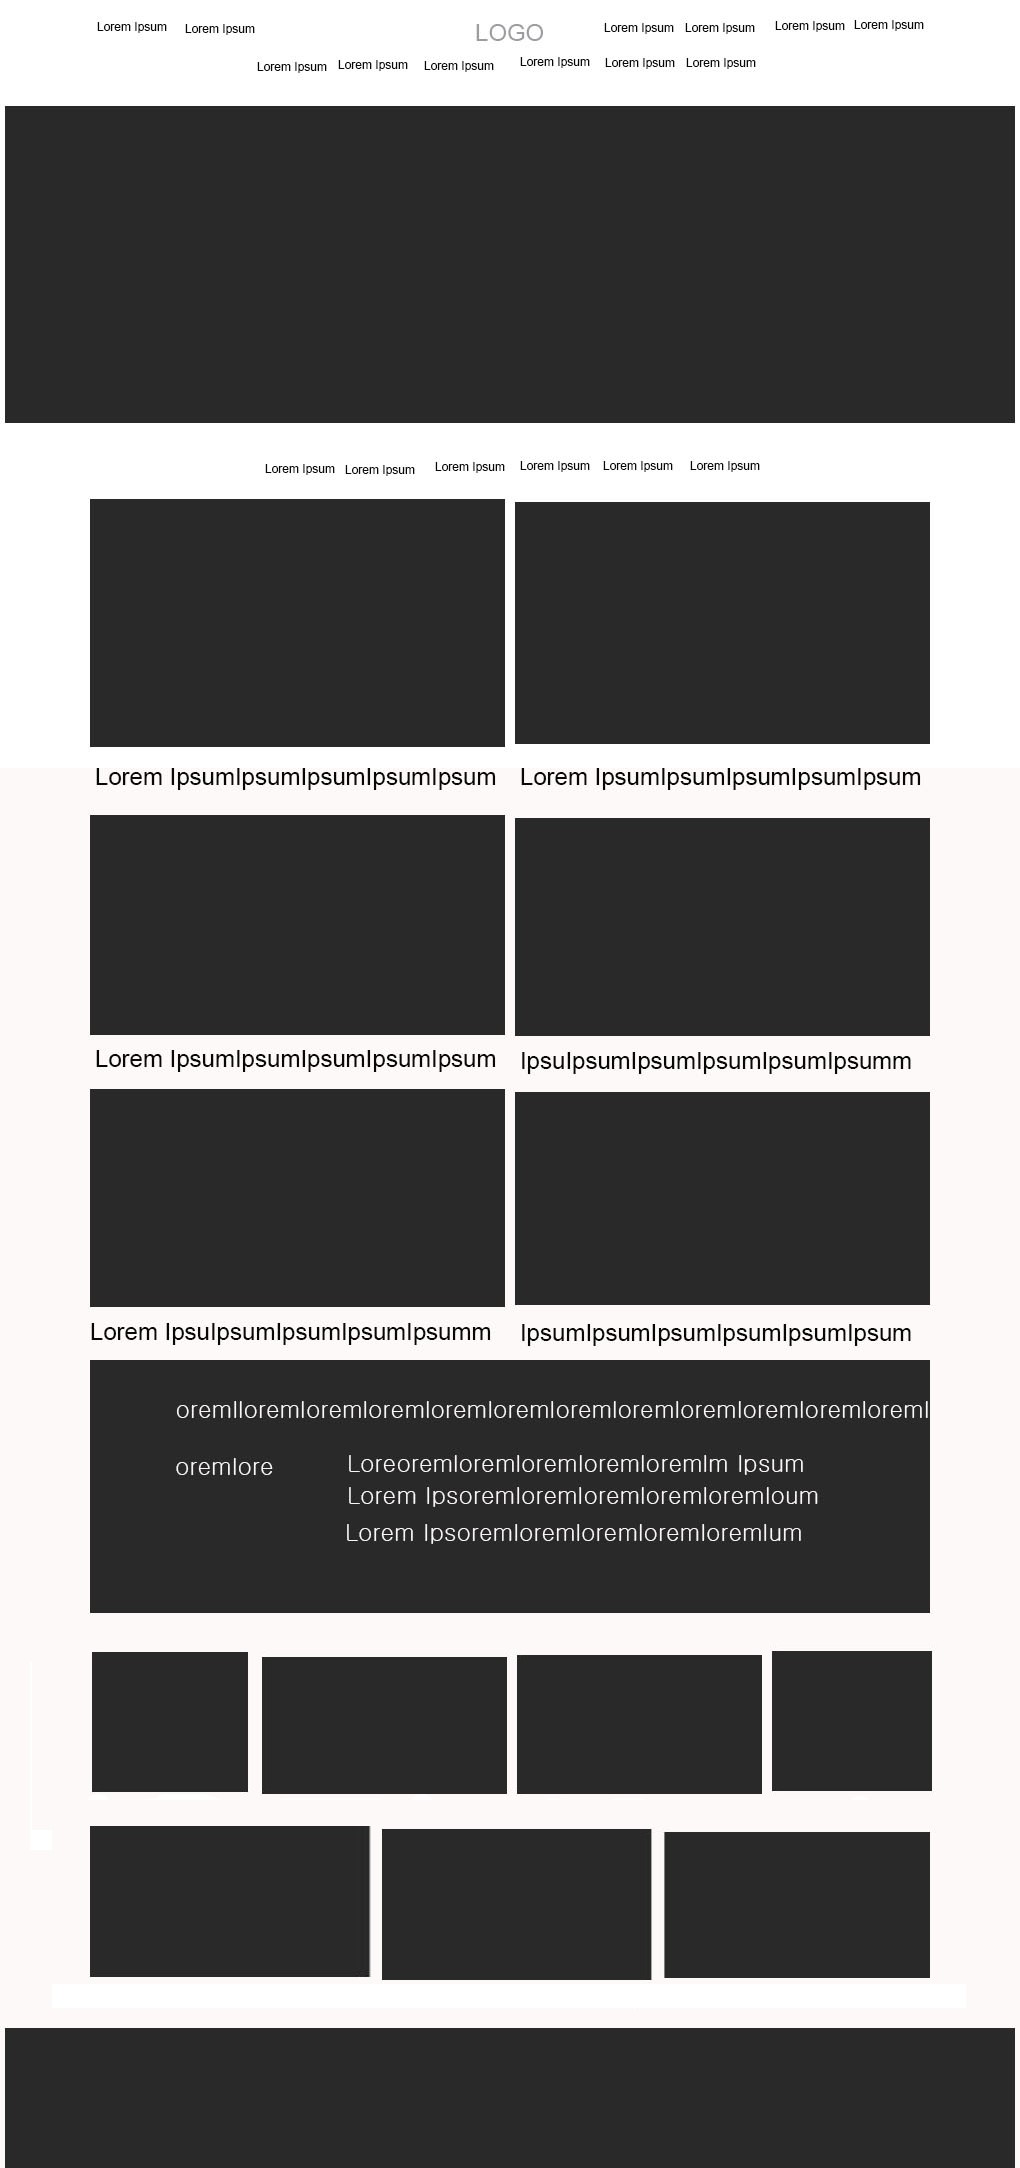 Lorem Ipsum Lorem Ipsum LOGO Lorem Ipsum Lorem Ipsum Lorem Ipsum Lorem Ipsum
Lorem Ipsum Lorem Ipsum Lorem Ipsum Lorem Ipsum Lorem Ipsum Lorem Ipsum
Lorem Ipsum Lorem Ipsum Lorem Ipsum Lorem Ipsum Lorem Ipsum Lorem Ipsum
Lorem IpsumIpsumIpsumIpsumIpsum Lorem IpsumIpsumIpsumIpsumIpsum
Lorem IpsumIpsumIpsumIpsumIpsum IpsuIpsumIpsumIpsumIpsumIpsumm
Lorem IpsuIpsumIpsumIpsumIpsumm IpsumIpsumIpsumIpsumIpsumIpsum
oremlloremloremloremloremloremloremloremloremloremloremloreml
oremlore
Loreoremloremloremloremloremlm Ipsum
Lorem Ipsoremloremloremloremloremloum
Lorem Ipsoremloremloremloremloremlum